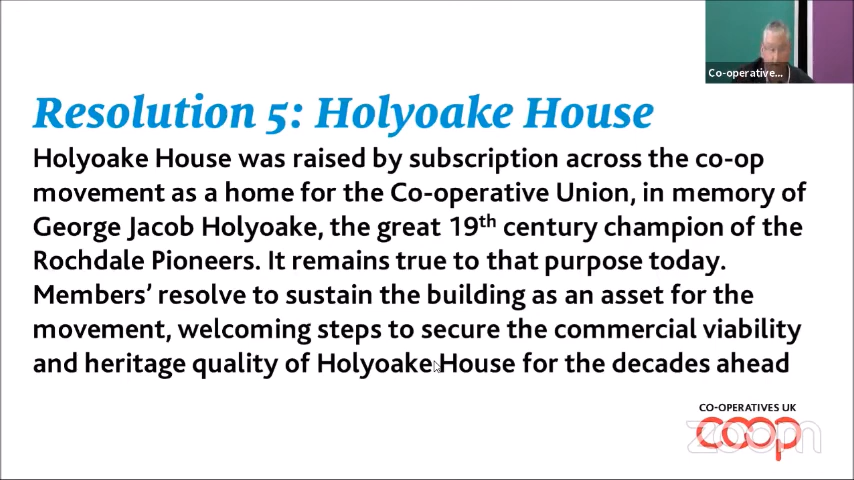 Co-operative...
Resolution 5: Holyoake House
Holyoake House was raised by subscription across the co-op
movement as a home for the Co-operative Union, in memory of
George Jacob Holyoake, the great 19th century champion of the
Rochdale Pioneers. It remains true to that purpose today.
Members’ resolve to sustain the building as an asset for the
movement, welcoming steps to secure the commercial viability
and heritage quality of Holyoake House for the decades ahead
CO-OPERATIVES UK
coop
zoom